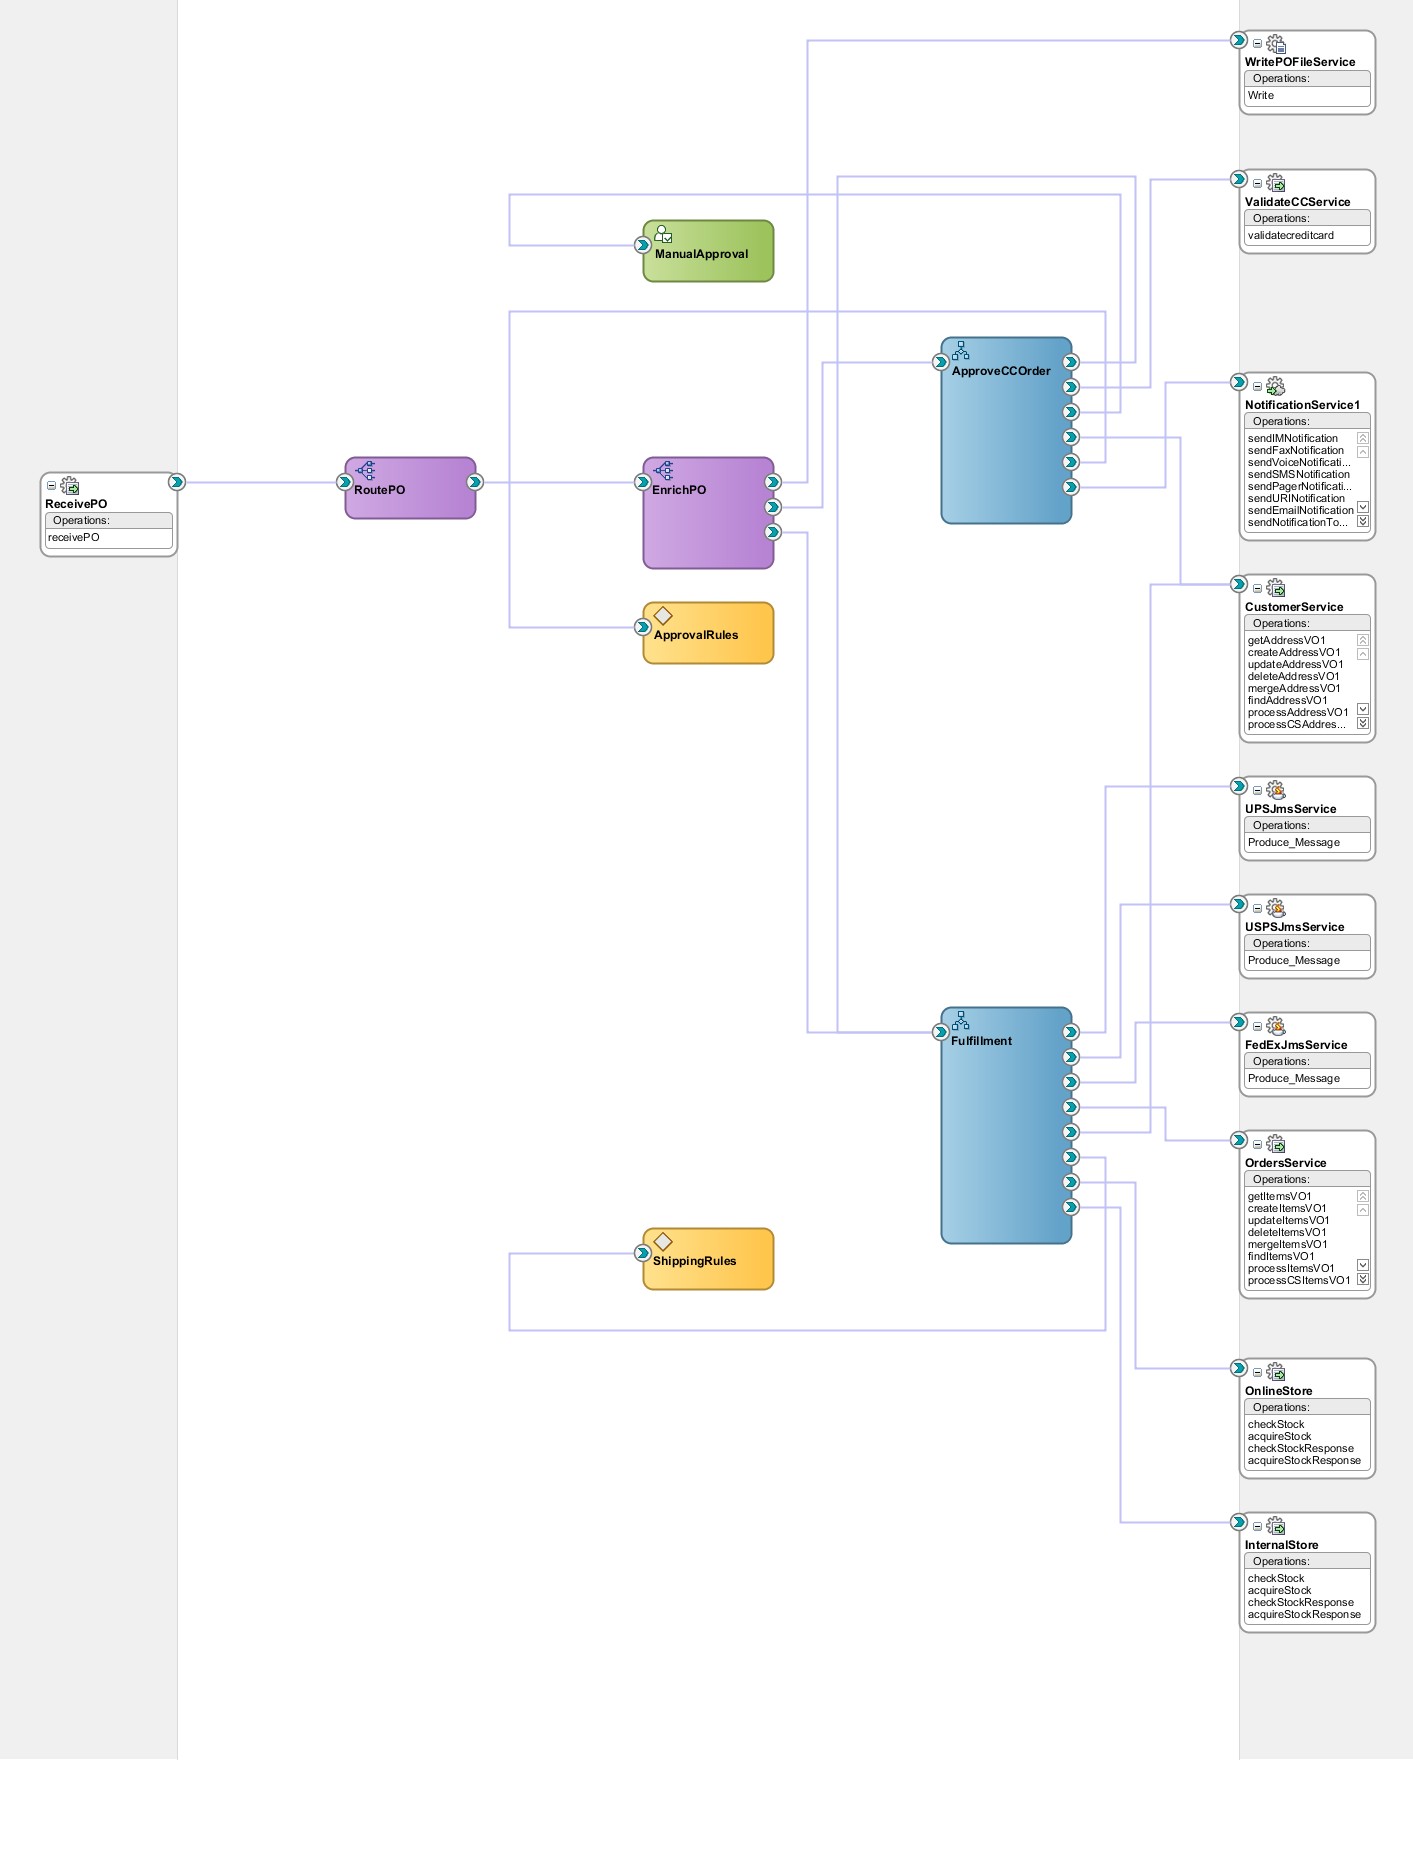 WritePOFileService
Operations:
Write
ValidateCCService
Operations:
validatecreditcard
ManualApproval
ApproveCCOrder
NotificationService1
Operations:
sendIMNotification
sendFaxNotification
sendVoiceNotificati...
sendSMSNotification
sendPagerNotificati...
sendURINotification
sendEmailNotification
sendNotificationTo...
ReceivePO
Operations:
receivePO
RoutePO
EnrichPO
ApprovalRules
CustomerService
Operations:
getAddressVO1
createAddressVO1
updateAddressVO1
deleteAddressVO1
mergeAddressVO1
findAddressVO1
processAddressVO1
processCSAddres...
UPSJmsService
Operations:
Produce_Message
USPSJmsService
Operations:
Produce_Message
Fulfillment
FedExJmsService
Operations:
Produce_Message
OrdersService
Operations:
getItemsVO1
createItemsVO1
updateItemsVO1
deleteItemsVO1
mergeItemsVO1
findItemsVO1
processItemsVO1
processCSItemsVO1
ShippingRules
OnlineStore
Operations:
checkStock
acquireStock
checkStockResponse
acquireStockResponse
InternalStore
Operations:
checkStock
acquireStock
checkStockResponse
acquireStockResponse